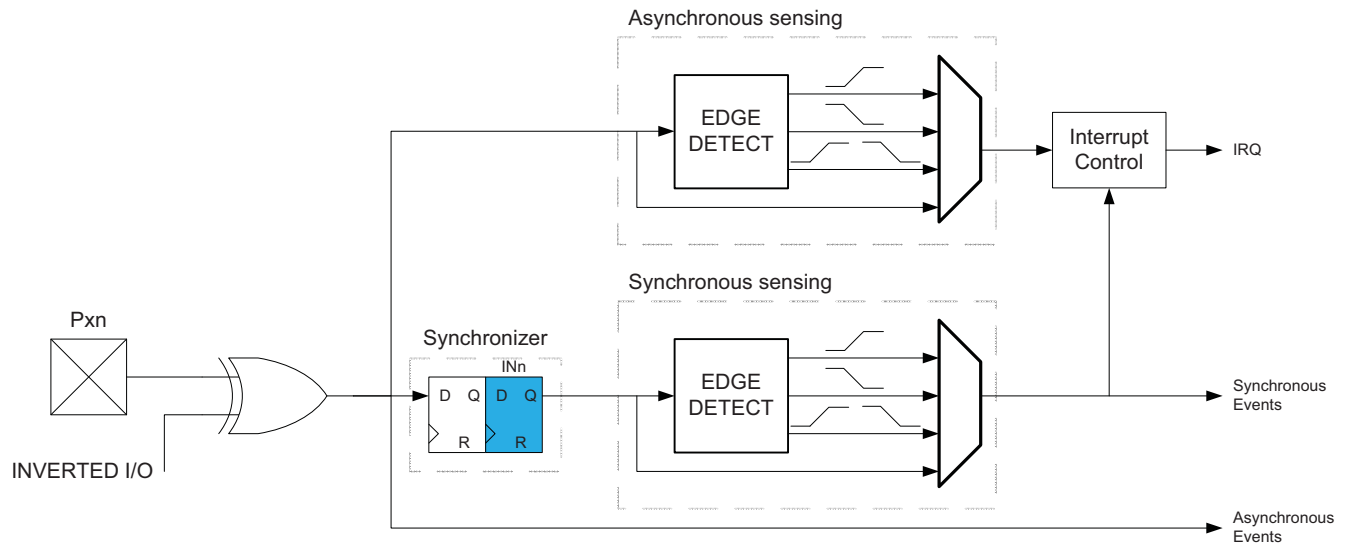 Asynchronous sensing
EDGE
DETECT
Interrupt
Control
IRQ
Synchronous sensing
Pxn
Synchronizer
INn
D Q D Q
R R
EDGE
DETECT
Synchronous
Events
INVERTED I/O
Asynchronous
Events